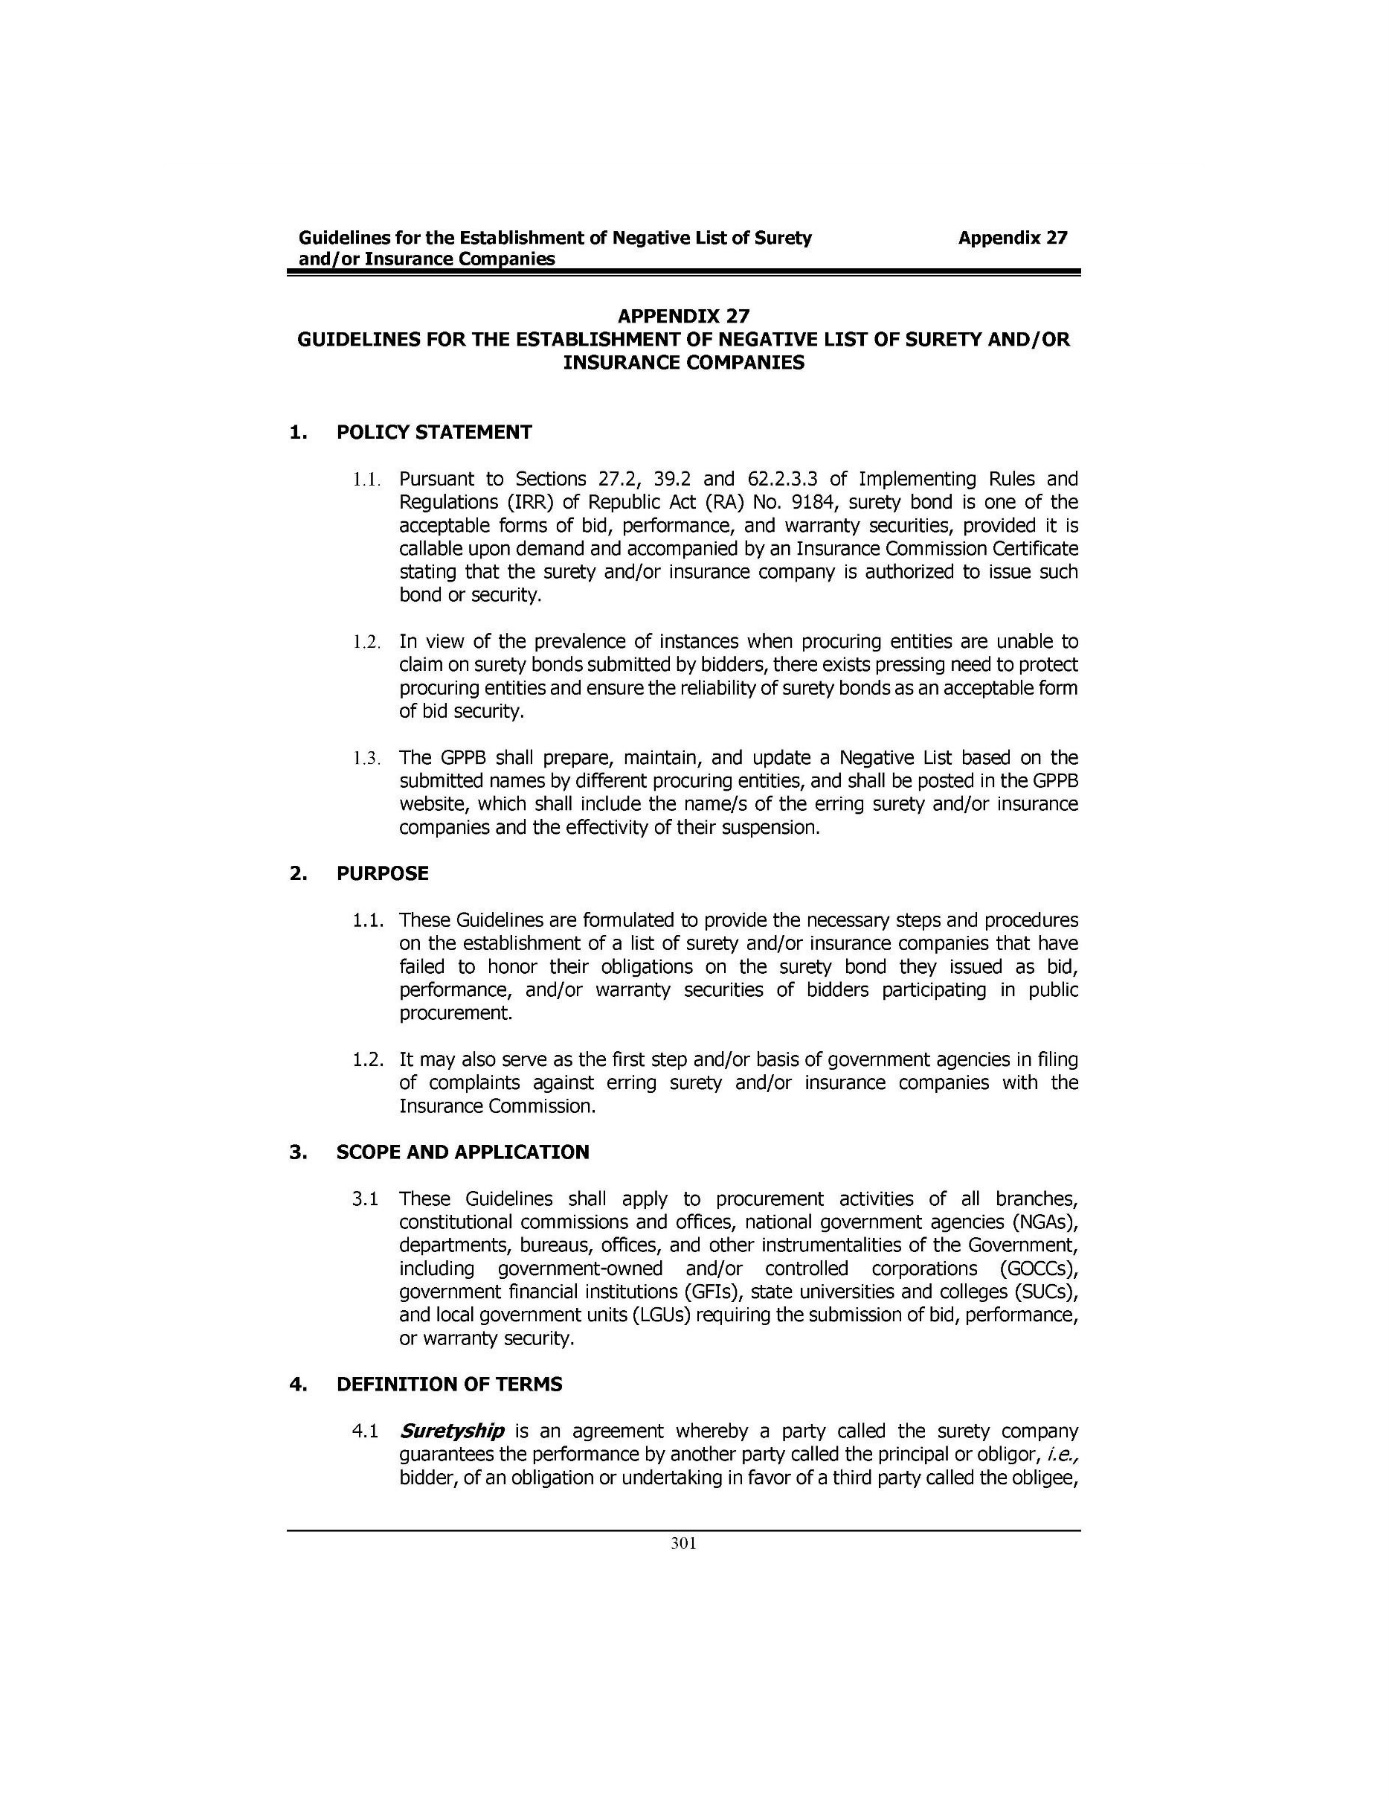 Guidelines for the Establishment of Negative List of Surety Appendix 27
and/or Insurance Companies
APPENDIX 27
GUIDELINES FOR THE ESTABLISHMENT OF NEGATIVE LIST OF SURETY AND/OR
INSURANCE COMPANIES
1. POLICY STATEMENT
1.1. Pursuant to Sections 27.2, 39.2 and 62.2.3.3 of Implementing Rules and
Regulations (IRR) of Republic Act (RA) No. 9184, surety bond is one of the
acceptable forms of bid, performance, and warranty securities, provided it is
callable upon demand and accompanied by an Insurance Commission Certificate
stating that the surety and/or insurance company is authorized to issue such
bond or security.
1.2. In view of the prevalence of instances when procuring entities are unable to
claim on surety bonds submitted by bidders, there exists pressing need to protect
procuring entities and ensure the reliability of surety bonds as an acceptable form
of bid security.
1.3. The GPPB shall prepare, maintain, and update a Negative List based on the
submitted names by different procuring entities, and shall be posted in the GPPB
website, which shall include the name/s of the erring surety and/or insurance
companies and the effectivity of their suspension.
2. PURPOSE
1.1. These Guidelines are formulated to provide the necessary steps and procedures
on the establishment of a list of surety and/or insurance companies that have
failed to honor their obligations on the surety bond they issued as bid,
performance, and/or warranty securities of bidders participating in public
procurement.
1.2. It may also serve as the first step and/or basis of government agencies in filing
of complaints against erring surety and/or insurance companies with the
Insurance Commission.
3. SCOPE AND APPLICATION
3.1 These Guidelines shall apply to procurement activities of all branches,
constitutional commissions and offices, national government agencies (NGAs),
departments, bureaus, offices, and other instrumentalities of the Government,
including government-owned and/or controlled corporations (GOCCs),
government financial institutions (GFIs), state universities and colleges (SUCs),
and local government units (LGUs) requiring the submission of bid, performance,
or warranty security.
4. DEFINITION OF TERMS
4.1 Suretyship is an agreement whereby a party called the surety company
guarantees the performance by another party called the principal or obligor, i.e.,
bidder, of an obligation or undertaking in favor of a third party called the obligee,
301